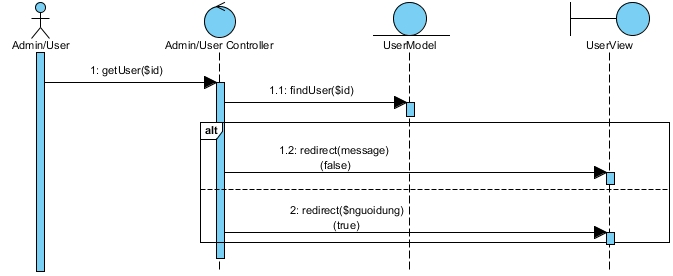 Admin/User
Admin/User Controller
UserModel
UserView
1: getUser($id)
1.1: findUser($id)
alt
1.2: redirect(message)
(false)
2: redirect($nguoidung)
(true)